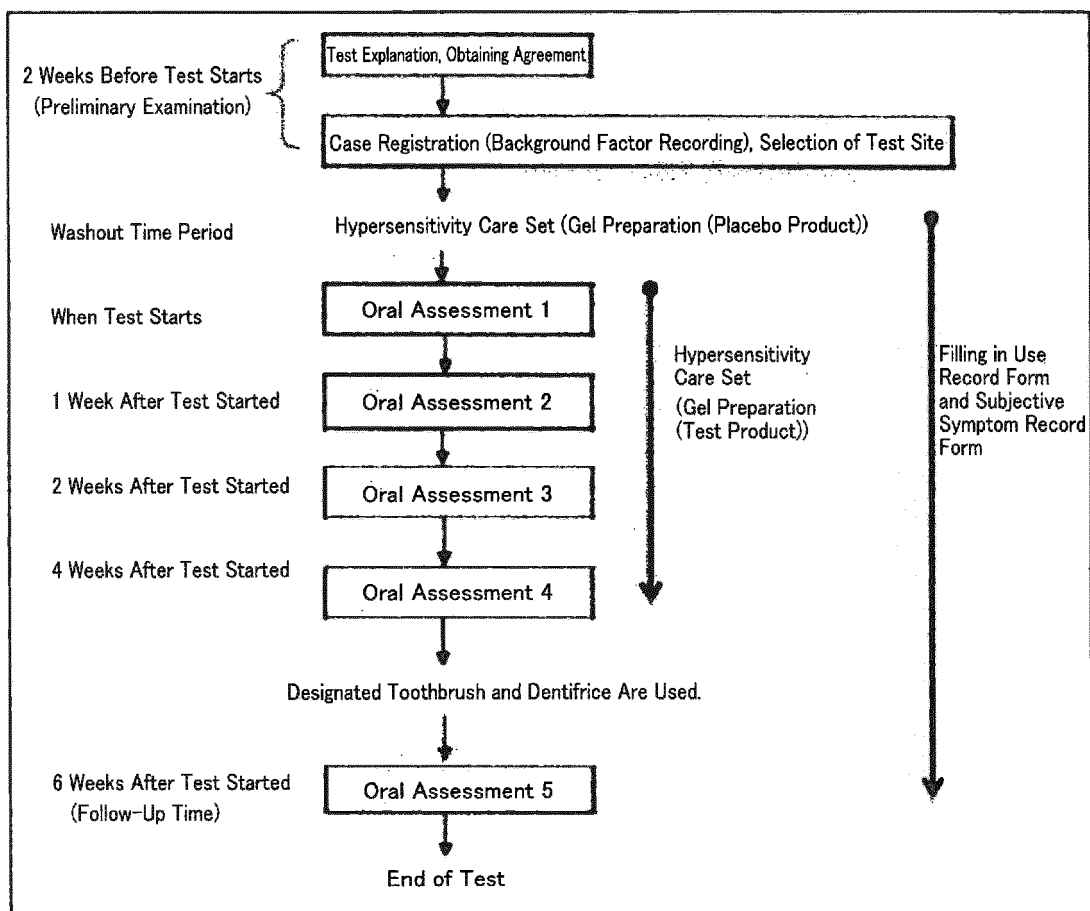 Test Explanation, Obtaining Agreement
2 Weeks Before Test Starts
(Preliminary Examination)
Case Registration (Background Factor Recording), Selection of Test Site
Washout Time Period
Hypersensitivity Care Set (Gel Preparation (Placebo Product))
When Test Starts
Oral Assessment 1
1 Week After Test Started
Oral Assessment 2
Hypersensitivity
Care Set
(Gel Preparation
(Test Product))
Filling in Use
Record Form
and Subjective
Symptom Record
Form
2 Weeks After Test Started
Oral Assessment 3
4 Weeks After Test Started
Oral Assessment 4
Designated Toothbrush and Dentifrice Are Used.
6 Weeks After Test Started
(Follow-Up Time)
Oral Assessment 5
End of Test